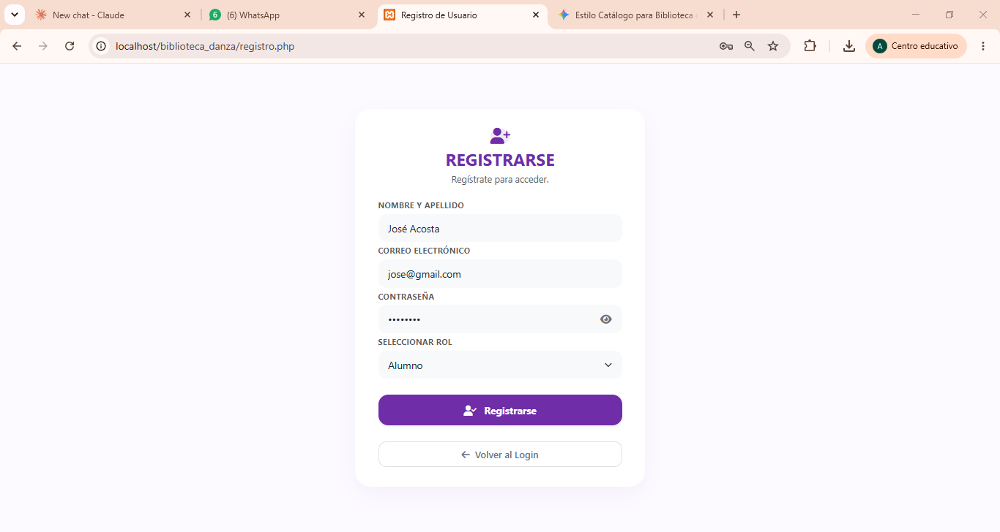 New chat - Claude
6
(6) WhatsApp
Registro de Usuario
Estilo Catálogo para Biblioteca
localhost/biblioteca_danza/registro.php
A
Centro educativo
REGISTRARSE
Regístrate para acceder.
NOMBRE Y APELLIDO
José Acosta
CORREO ELECTRÓNICO
jose@gmail.com
CONTRASEÑA
••••••••
SELECCIONAR ROL
Alumno
Registrarse
Volver al Login